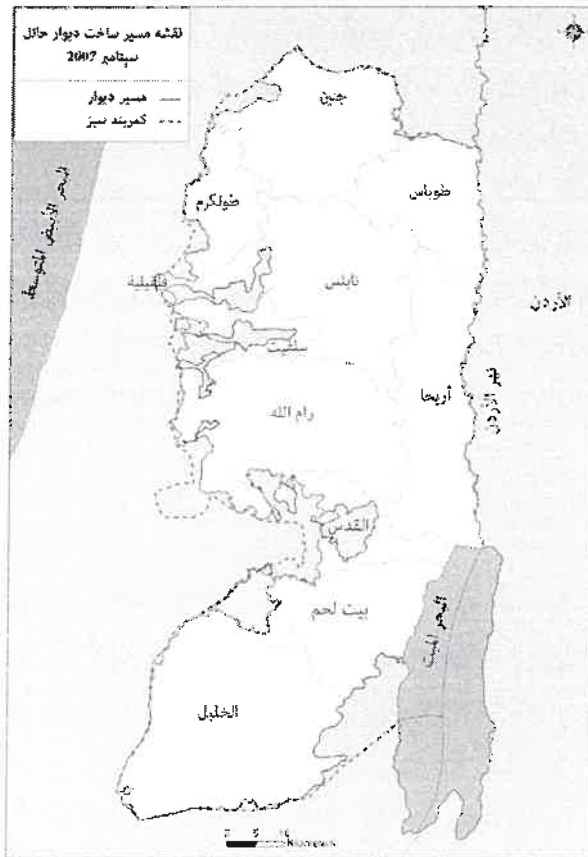 نقشه مسیر ساخت دیوار حائل
سپتامبر 2007
مسیر دیوار
کمربند سبز
جنين
طوباس
طولكرم
البحر الأبيض المتوسط
قلقيلية
نابلس
الأردن
سلفيت
أريحا
نهر الأردن
رام الله
القدس
بيت لحم
البحر الميت
الخليل
Kilometers